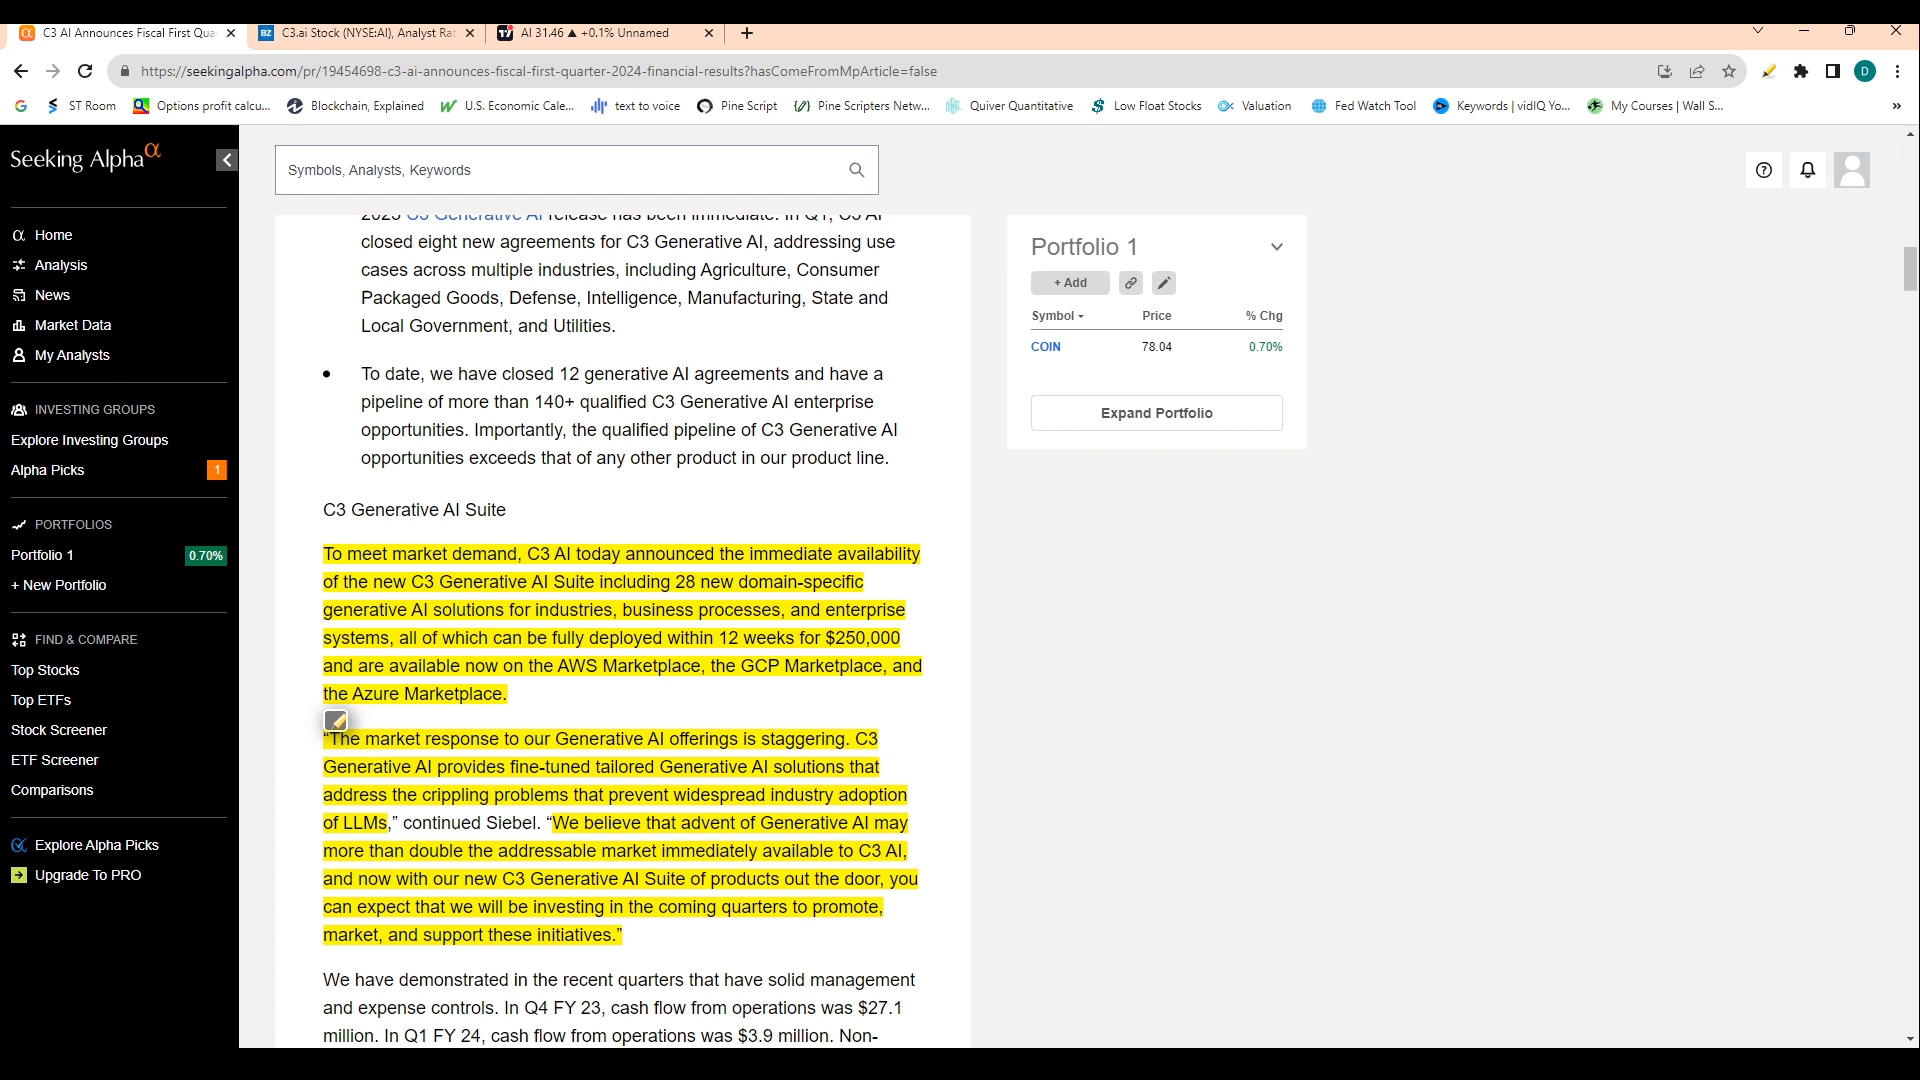 C3 AI Announces Fiscal First Qua
C3.ai Stock (NYSE:AI), Analyst Rat
AI 31.46 ▲ +0.1% Unnamed
https://seekingalpha.com/pr/19454698-c3-ai-announces-fiscal-first-quarter-2024-financial-results?hasComeFromMpArticle=false
D
ST Room
Options profit calcu...
Blockchain, Explained
U.S. Economic Cale...
text to voice
Pine Script
Pine Scripters Netw...
Quiver Quantitative
Low Float Stocks
Valuation
Fed Watch Tool
Keywords | vidIQ Yo...
My Courses | Wall S...
»
Seeking Alphaα
Home
Analysis
News
Market Data
My Analysts
INVESTING GROUPS
Explore Investing Groups
Alpha Picks 1
PORTFOLIOS
Portfolio 1 0.70%
+ New Portfolio
FIND & COMPARE
Top Stocks
Top ETFs
Stock Screener
ETF Screener
Comparisons
Explore Alpha Picks
Upgrade To PRO
Symbols, Analysts, Keywords
2023 C3 Generative AI release has been immediate. In Q1, C3 AI
closed eight new agreements for C3 Generative AI, addressing use
cases across multiple industries, including Agriculture, Consumer
Packaged Goods, Defense, Intelligence, Manufacturing, State and
Local Government, and Utilities.
• To date, we have closed 12 generative AI agreements and have a
pipeline of more than 140+ qualified C3 Generative AI enterprise
opportunities. Importantly, the qualified pipeline of C3 Generative AI
opportunities exceeds that of any other product in our product line.
C3 Generative AI Suite
To meet market demand, C3 AI today announced the immediate availability
of the new C3 Generative AI Suite including 28 new domain-specific
generative AI solutions for industries, business processes, and enterprise
systems, all of which can be fully deployed within 12 weeks for $250,000
and are available now on the AWS Marketplace, the GCP Marketplace, and
the Azure Marketplace.
“The market response to our Generative AI offerings is staggering. C3
Generative AI provides fine-tuned tailored Generative AI solutions that
address the crippling problems that prevent widespread industry adoption
of LLMs,” continued Siebel. “We believe that advent of Generative AI may
more than double the addressable market immediately available to C3 AI,
and now with our new C3 Generative AI Suite of products out the door, you
can expect that we will be investing in the coming quarters to promote,
market, and support these initiatives.”
We have demonstrated in the recent quarters that have solid management
and expense controls. In Q4 FY 23, cash flow from operations was $27.1
million. In Q1 FY 24, cash flow from operations was $3.9 million. Non-
Portfolio 1
+ Add
Symbol Price % Chg
COIN 78.04 0.70%
Expand Portfolio